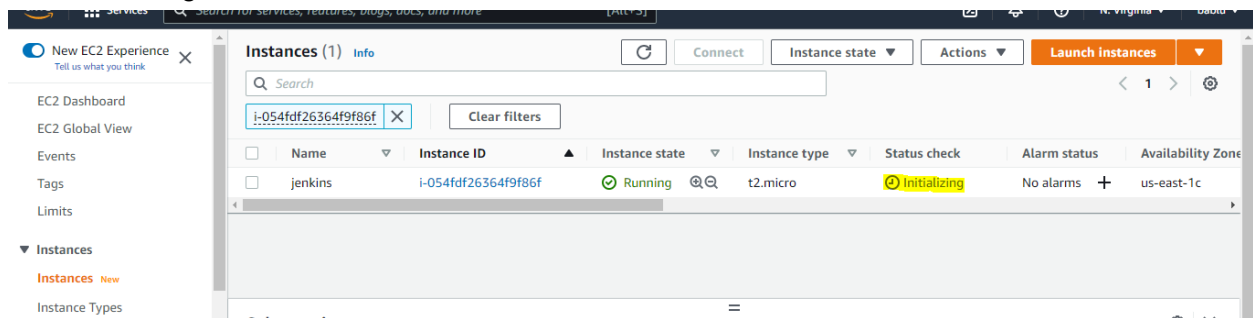 Services
Search for services, features, blogs, docs, and more
[Alt+S]
N. Virginia
bablu
New EC2 Experience
Tell us what you think
EC2 Dashboard
EC2 Global View
Events
Tags
Limits
Instances
Instances New
Instance Types
Instances (1) Info
Connect
Instance state
Actions
Launch instances
Search
1
i-054fdf26364f9f86f
Clear filters
Name Instance ID Instance state Instance type Status check Alarm status Availability Zone
jenkins i-054fdf26364f9f86f Running t2.micro Initializing No alarms us-east-1c